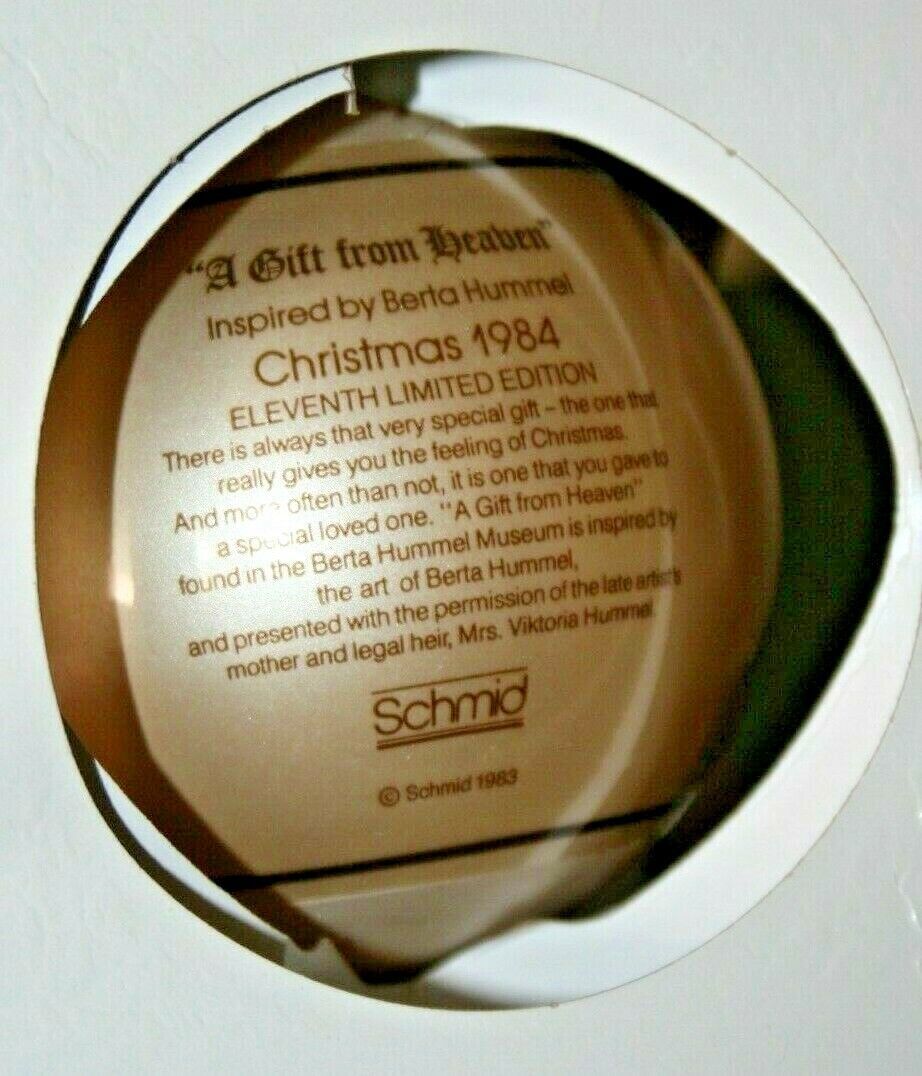 "A Gift from Heaven"
Inspired by Berta Hummel
Christmas 1984
ELEVENTH LIMITED EDITION
There is always that very special gift – the one that
really gives you the feeling of Christmas.
And more often than not, it is one that you gave to
a special loved one. "A Gift from Heaven"
found in the Berta Hummel Museum is inspired by
the art of Berta Hummel,
and presented with the permission of the late artist's
mother and legal heir, Mrs. Viktoria Hummel
Schmid
© Schmid 1983